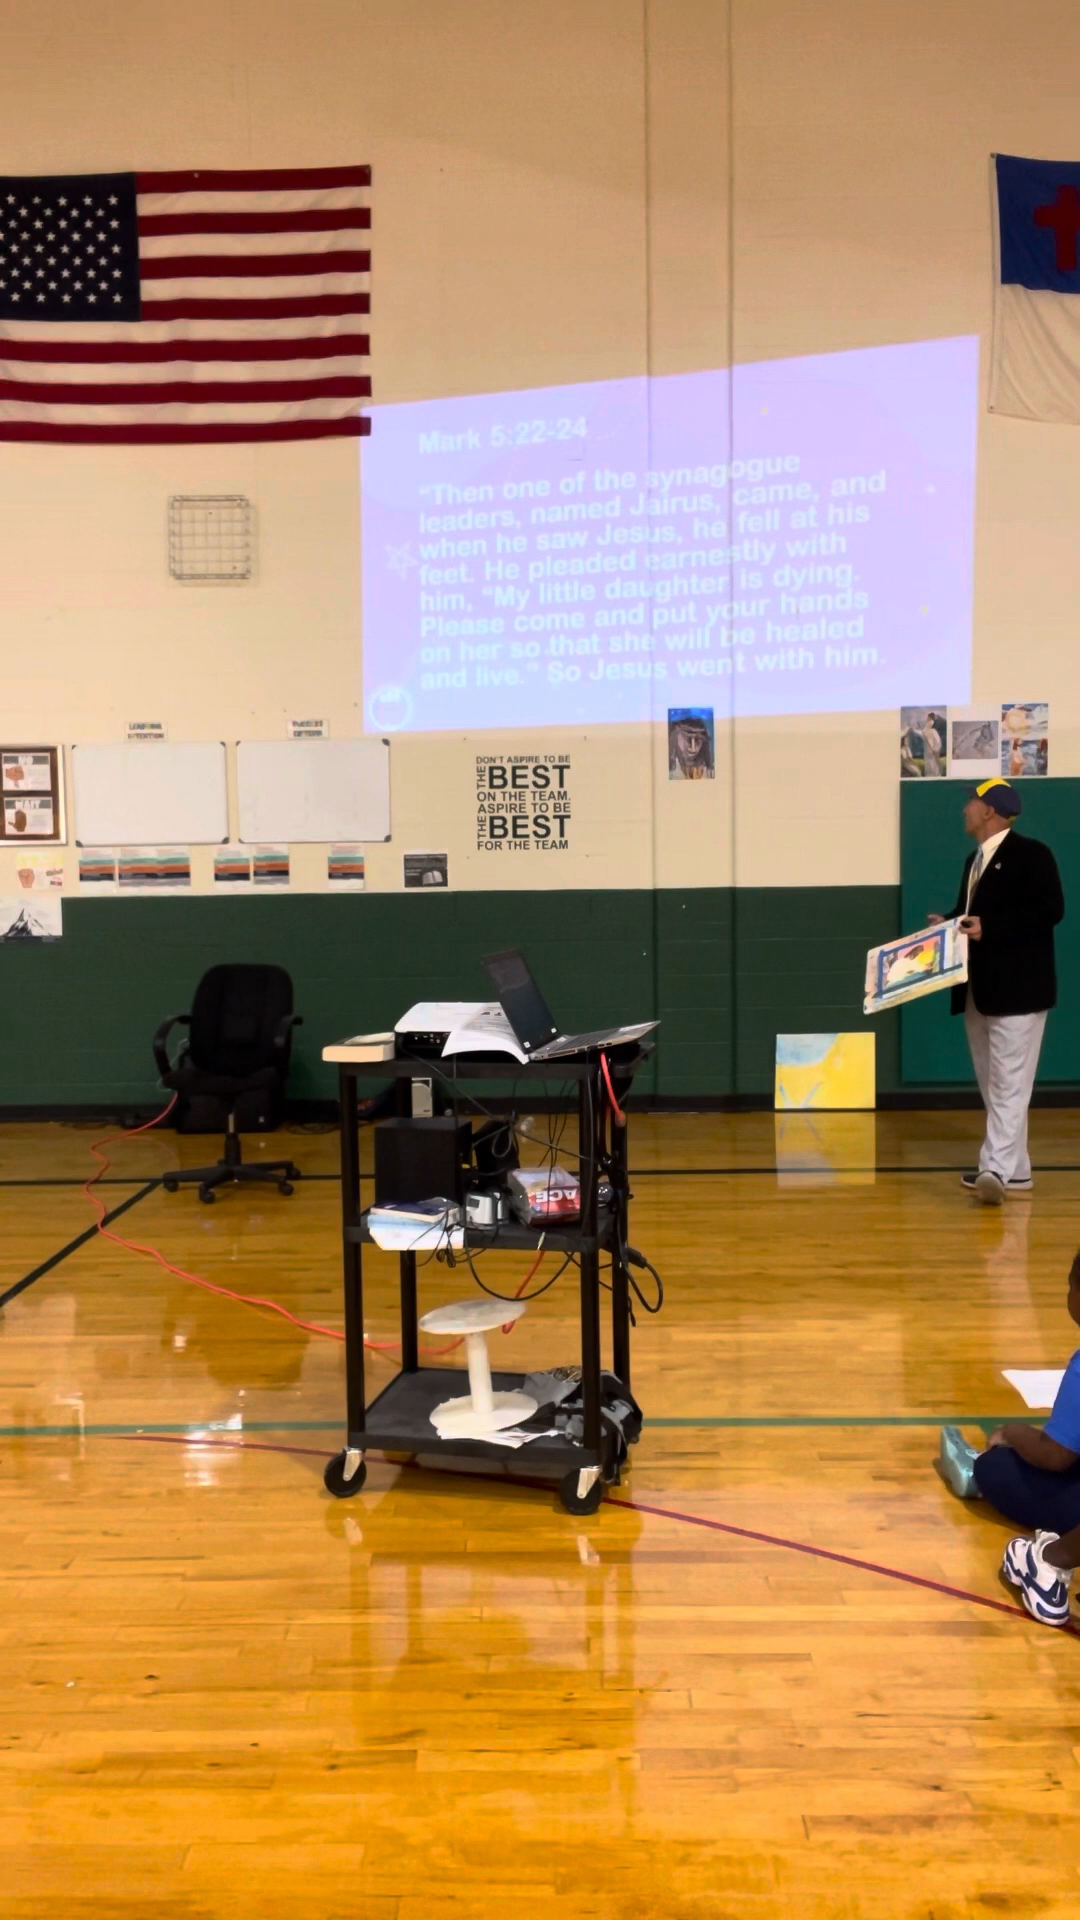 Mark 5:22-24
"Then one of the synagogue
leaders, named Jairus, came, and
when he saw Jesus, he fell at his
feet. He pleaded earnestly with
him, "My little daughter is dying.
Please come and put your hands
on her so that she will be healed
and live." So Jesus went with him.
DON'T ASPIRE TO BE
THE BEST
ON THE TEAM.
ASPIRE TO BE
THE BEST
FOR THE TEAM
ACE